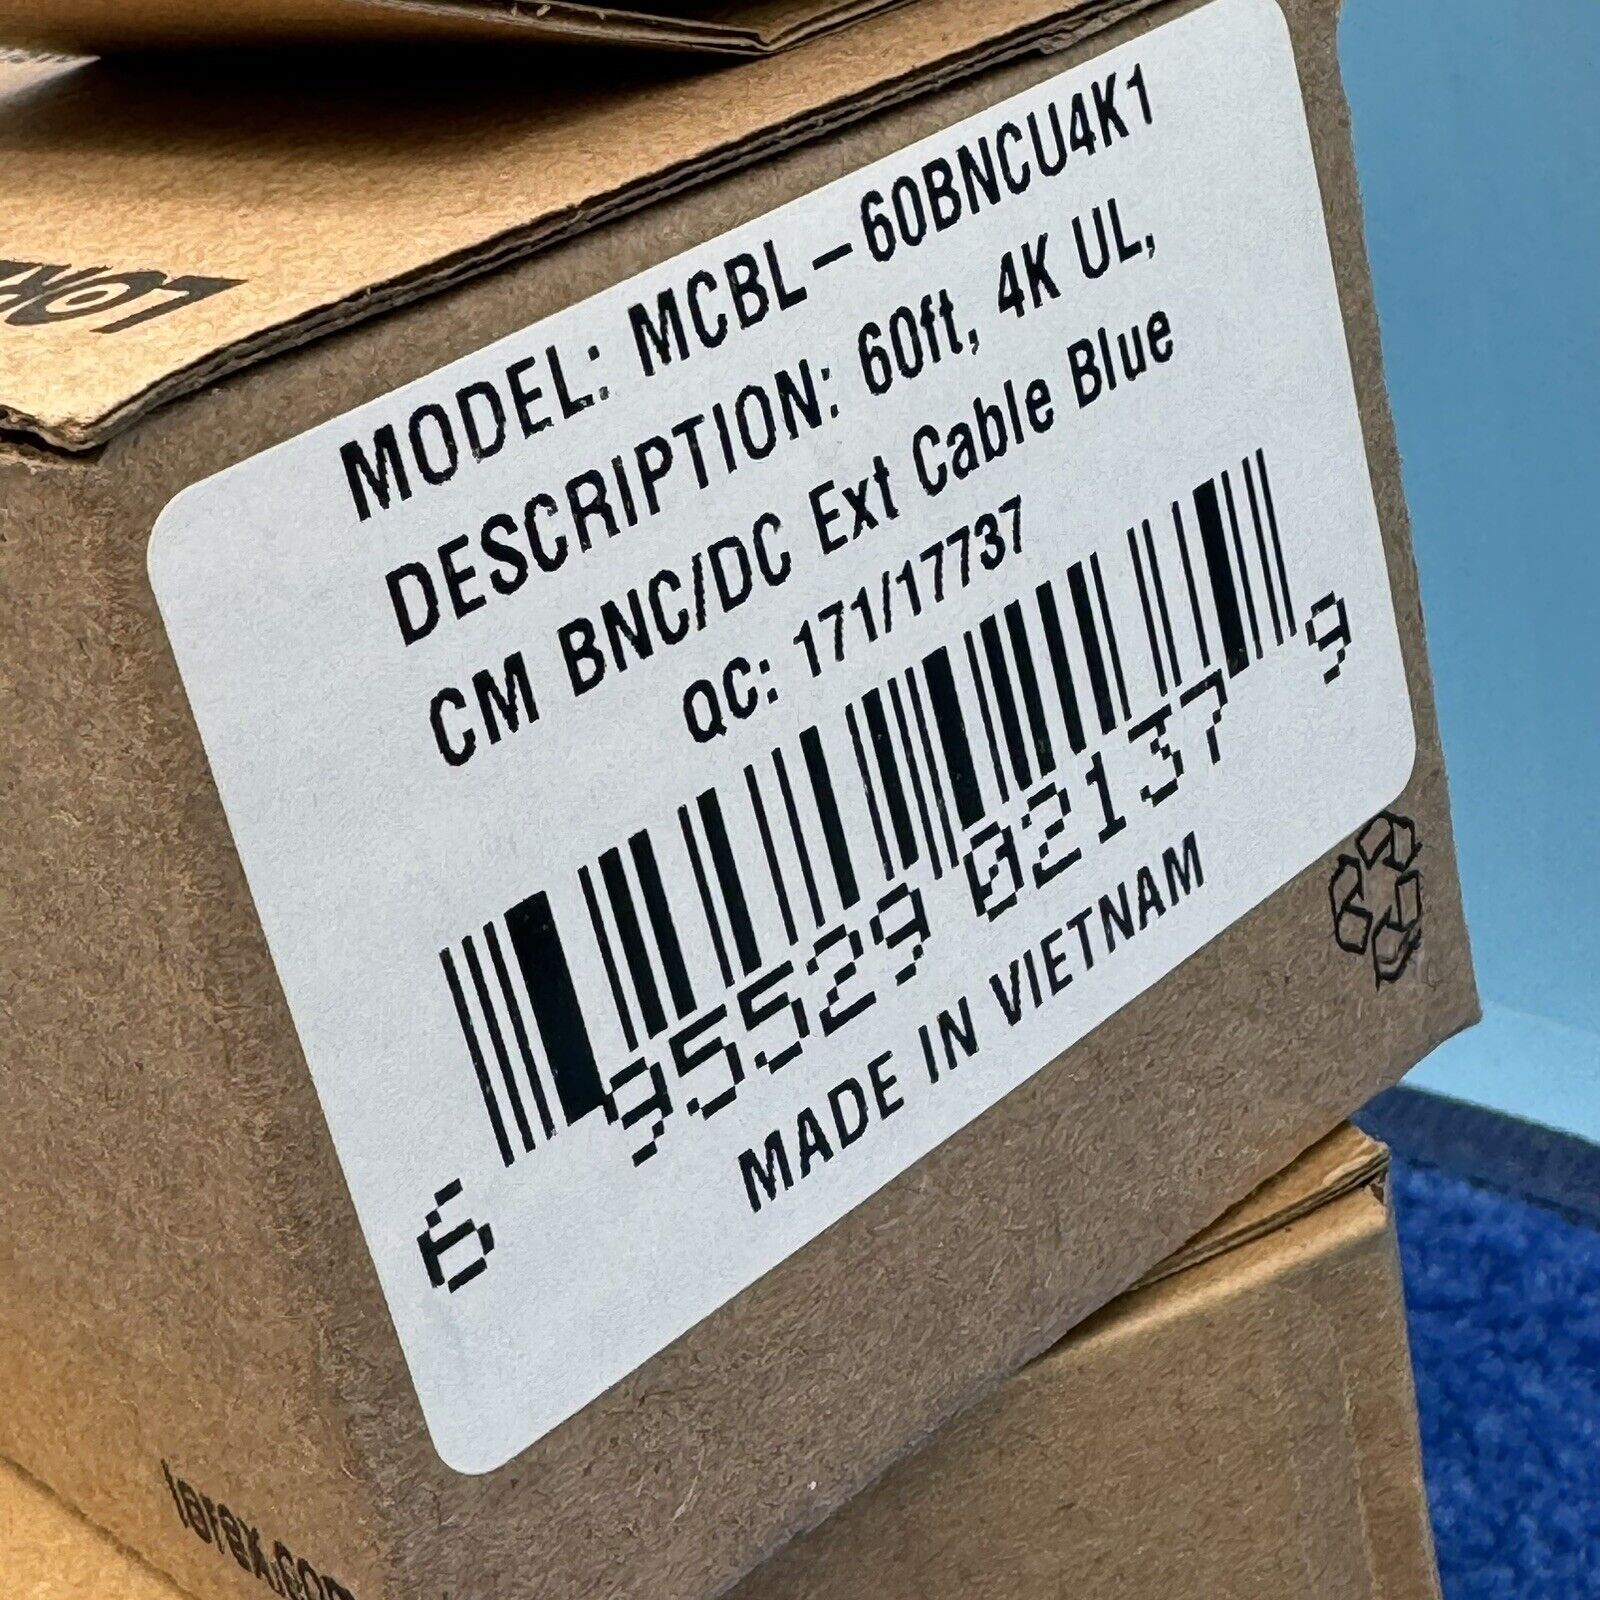 MODEL: MCBL-60BNCU4K1
DESCRIPTION: 60ft, 4K UL,
CM BNC/DC Ext Cable Blue
QC: 171/17737
6 95529 02137 9
MADE IN VIETNAM